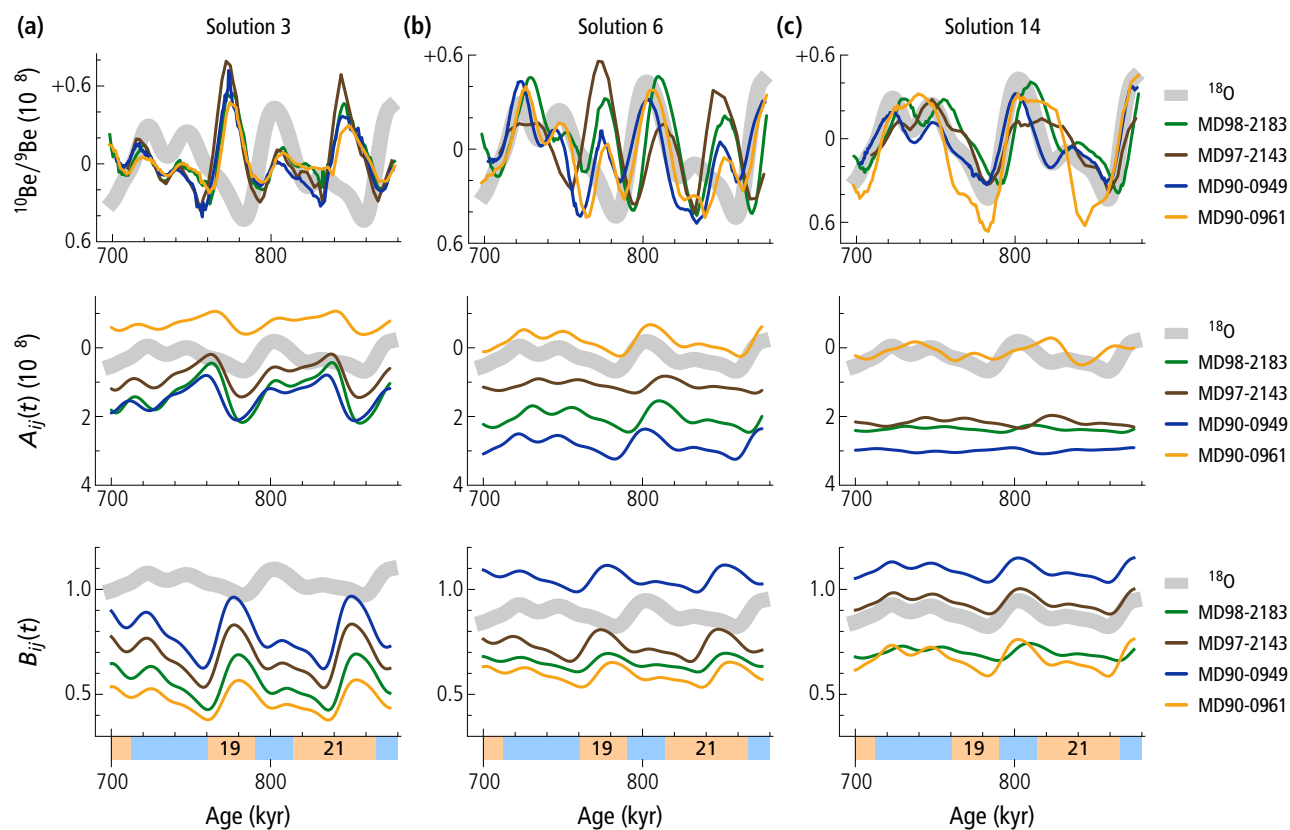 (a) Solution 3 (b) Solution 6 (c) Solution 14
¹⁰Be/⁹Be (10 ⁸)
+0.6
0
0.6
700 800
+0.6
0
0.6
700 800
+0.6
0
0.6
700 800
¹⁸O
MD98-2183
MD97-2143
MD90-0949
MD90-0961
Aᵢⱼ(t) (10 ⁸)
0
2
4
700 800
0
2
4
700 800
0
2
4
700 800
¹⁸O
MD98-2183
MD97-2143
MD90-0949
MD90-0961
Bᵢⱼ(t)
1.0
0.5
19 21
700 800
Age (kyr)
1.0
0.5
19 21
700 800
Age (kyr)
1.0
0.5
19 21
700 800
Age (kyr)
¹⁸O
MD98-2183
MD97-2143
MD90-0949
MD90-0961